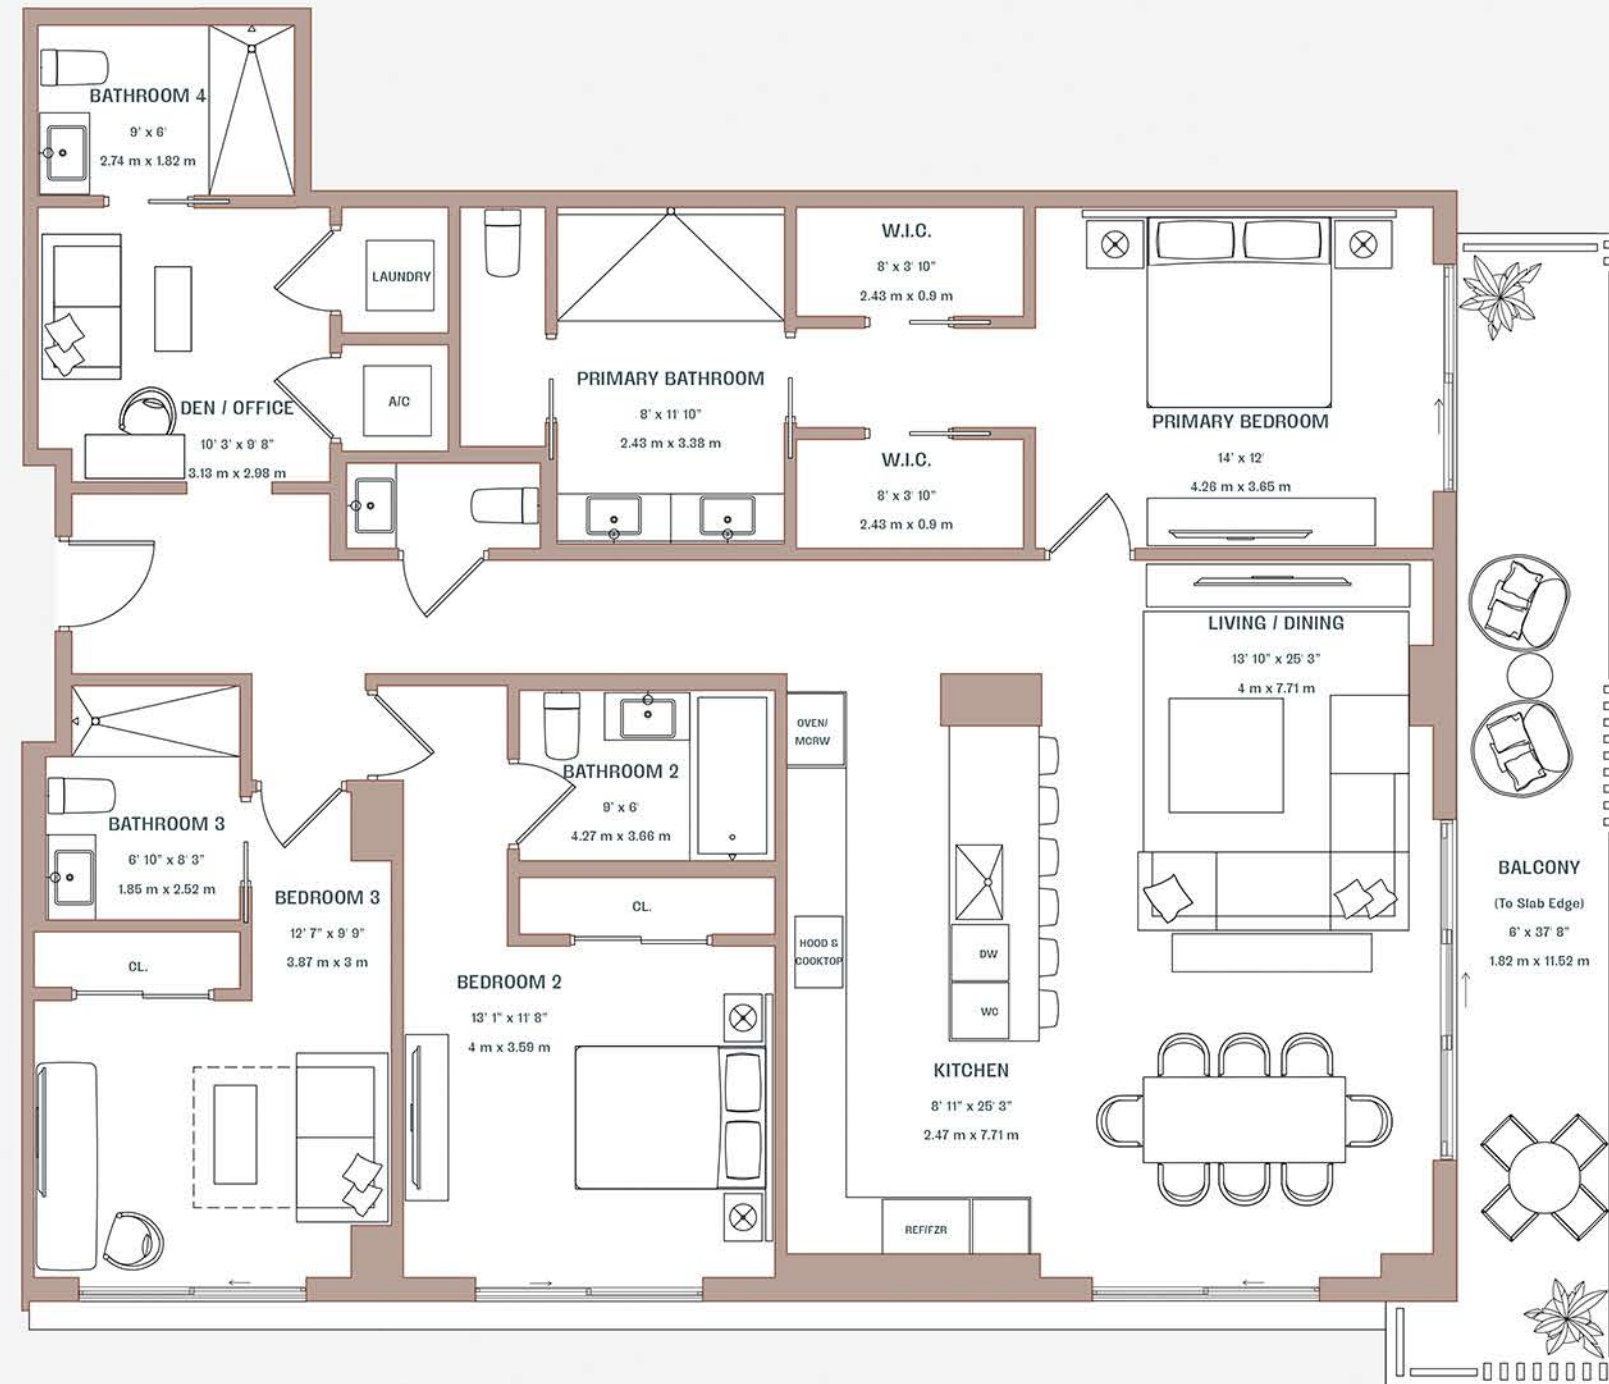 BATHROOM 4
9' x 6'
2.74 m x 1.82 m
LAUNDRY
A/C
DEN / OFFICE
10' 3' x 9' 8"
3.13 m x 2.98 m
PRIMARY BATHROOM
8' x 11' 10"
2.43 m x 3.38 m
W.I.C.
8' x 3' 10"
2.43 m x 0.9 m
W.I.C.
8' x 3' 10"
2.43 m x 0.9 m
PRIMARY BEDROOM
14' x 12'
4.26 m x 3.65 m
LIVING / DINING
13' 10" x 25' 3"
4 m x 7.71 m
OVEN/
MCRW
BATHROOM 2
9' x 6'
4.27 m x 3.66 m
BATHROOM 3
6' 10" x 8' 3"
1.85 m x 2.52 m
BEDROOM 3
12' 7" x 9' 9"
3.87 m x 3 m
CL.
CL.
BEDROOM 2
13' 1" x 11' 8"
4 m x 3.59 m
HOOD &
COOKTOP
DW
WC
KITCHEN
8' 11" x 25' 3"
2.47 m x 7.71 m
REF/FZR
BALCONY
(To Slab Edge)
6' x 37' 8"
1.82 m x 11.52 m